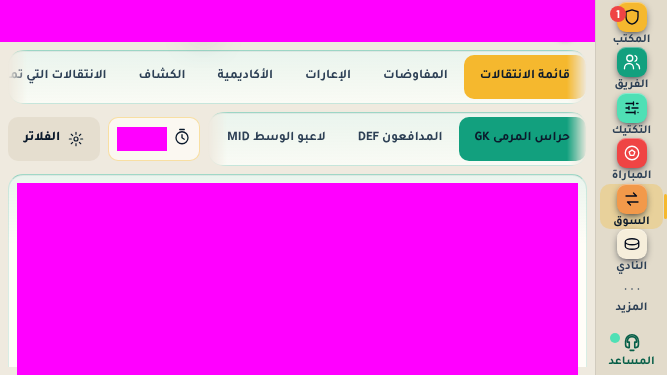 1
المكتب
الفريق
التكتيك
المباراة
السوق
النادي
...
المزيد
المساعد
قائمة الانتقالات
المفاوضات
الإعارات
الأكاديمية
الكشاف
الانتقالات التي
حراس المرمى GK
المدافعون DEF
لاعبو الوسط MID
الفلاتر